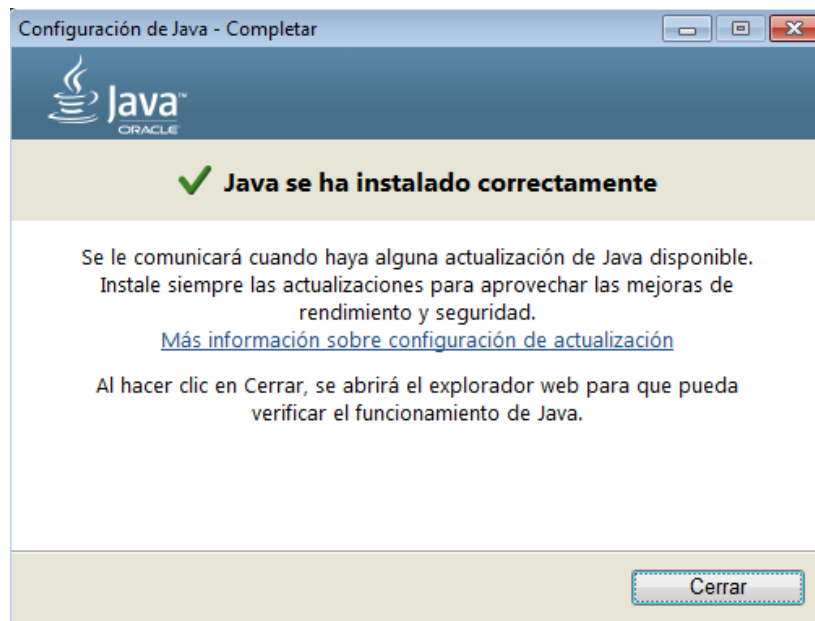 Configuración de Java - Completar
Java™
ORACLE
Java se ha instalado correctamente
Se le comunicará cuando haya alguna actualización de Java disponible.
Instale siempre las actualizaciones para aprovechar las mejoras de
rendimiento y seguridad.
Más información sobre configuración de actualización
Al hacer clic en Cerrar, se abrirá el explorador web para que pueda
verificar el funcionamiento de Java.
Cerrar